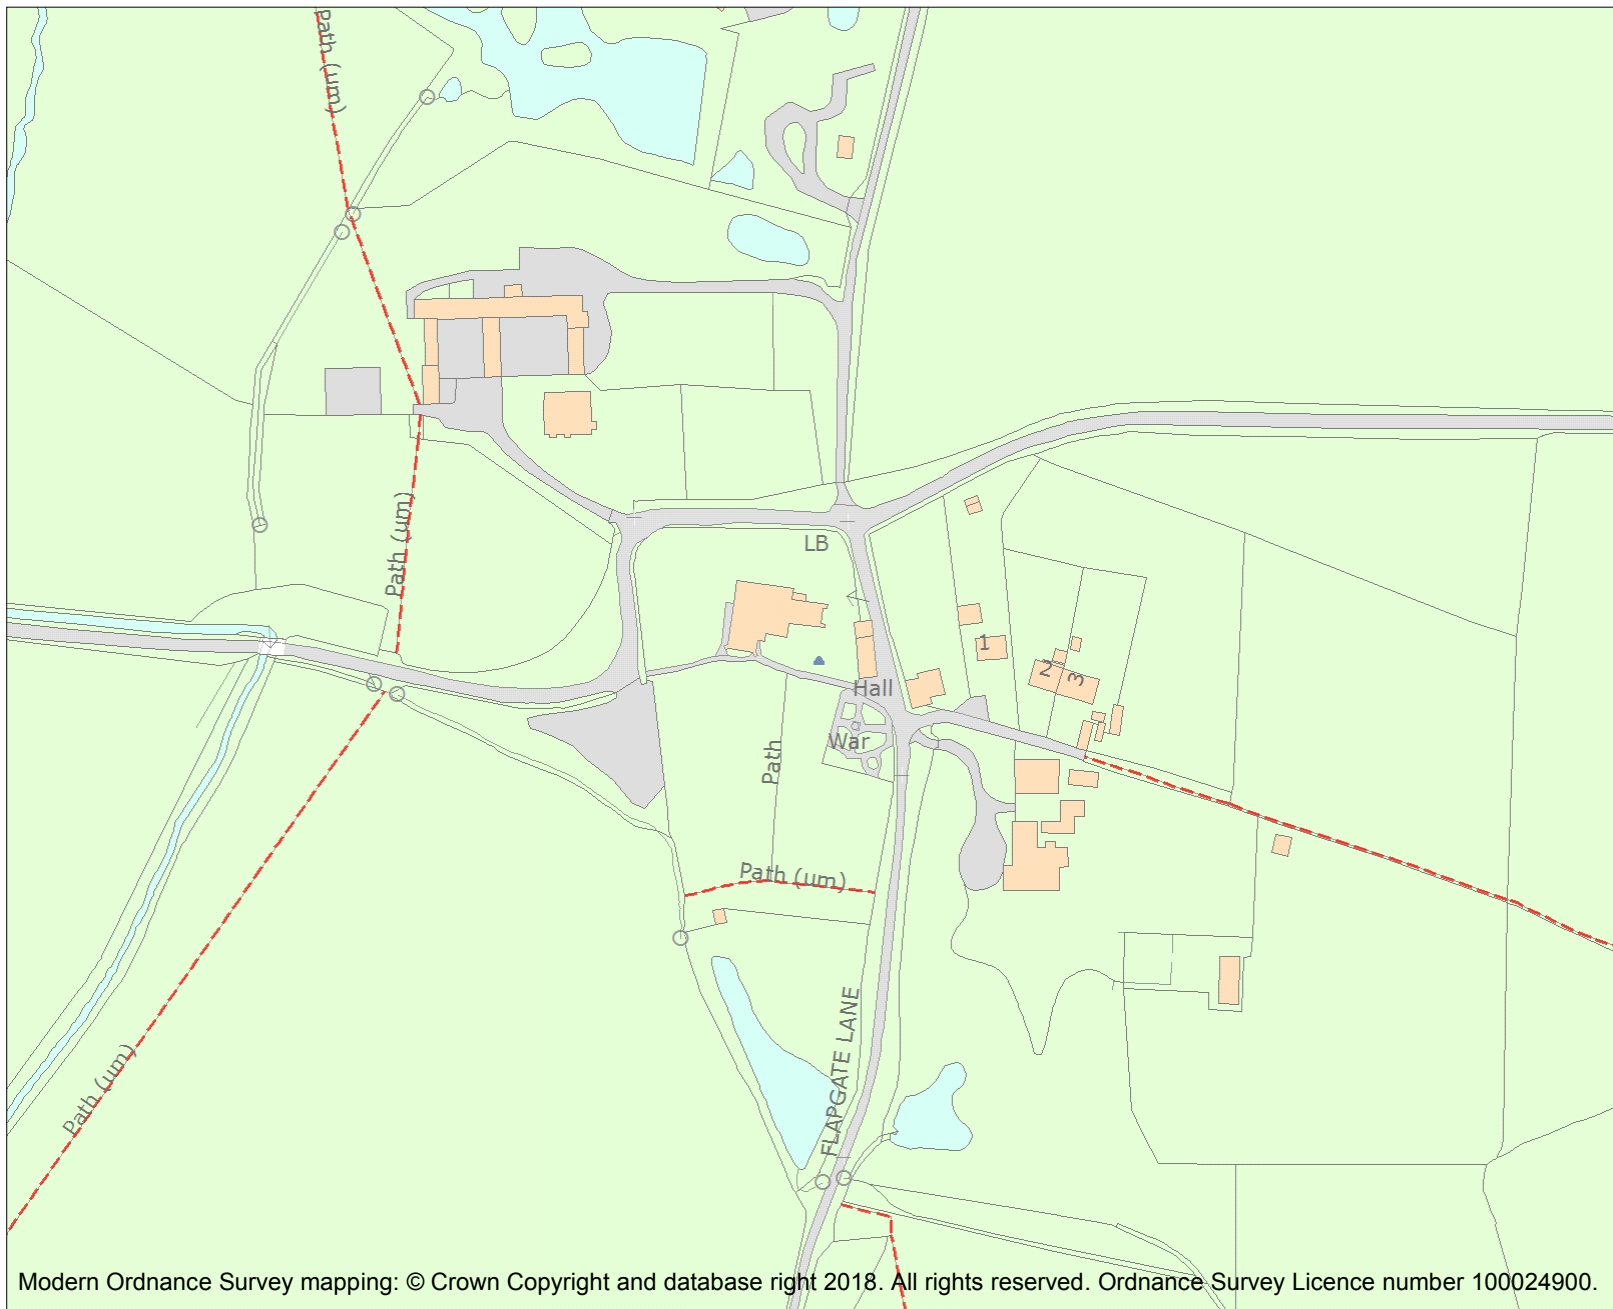 Path (um)
Path (um)
LB
1
2
3
Hall
War
Path
Path (um)
FLAPGATE LANE
Path (um)
Modern Ordnance Survey mapping: © Crown Copyright and database right 2018. All rights reserved. Ordnance Survey Licence number 100024900.